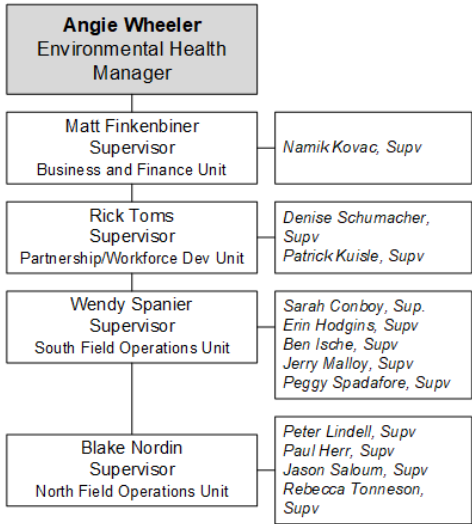 Angie Wheeler
Environmental Health
Manager
Matt Finkenbiner
Supervisor
Business and Finance Unit
Namik Kovac, Supv
Rick Toms
Supervisor
Partnership/Workforce Dev Unit
Denise Schumacher,
Supv
Patrick Kuisle, Supv
Wendy Spanier
Supervisor
South Field Operations Unit
Sarah Conboy, Sup.
Erin Hodgins, Supv
Ben Ische, Supv
Jerry Malloy, Supv
Peggy Spadafore, Supv
Blake Nordin
Supervisor
North Field Operations Unit
Peter Lindell, Supv
Paul Herr, Supv
Jason Saloum, Supv
Rebecca Tonneson,
Supv